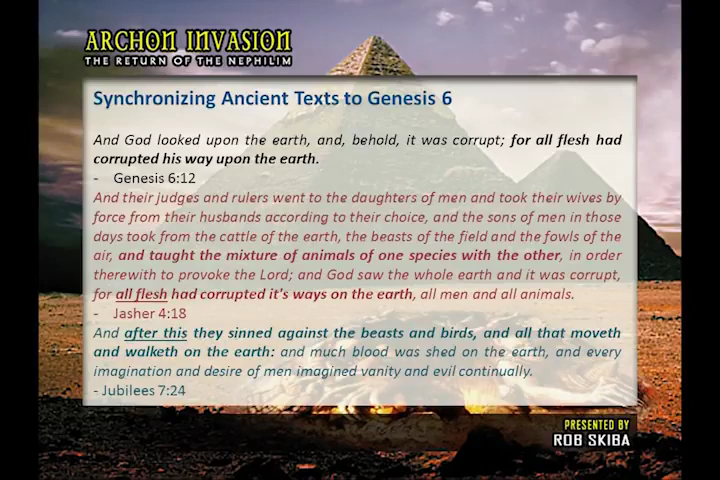 ARCHON INVASION
THE RETURN OF THE NEPHILIM
Synchronizing Ancient Texts to Genesis 6
And God looked upon the earth, and, behold, it was corrupt; for all flesh had
corrupted his way upon the earth.
- Genesis 6:12
And their judges and rulers went to the daughters of men and took their wives by
force from their husbands according to their choice, and the sons of men in those
days took from the cattle of the earth, the beasts of the field and the fowls of the
air, and taught the mixture of animals of one species with the other, in order
therewith to provoke the Lord; and God saw the whole earth and it was corrupt,
for all flesh had corrupted it's ways on the earth, all men and all animals.
- Jasher 4:18
And after this they sinned against the beasts and birds, and all that moveth
and walketh on the earth: and much blood was shed on the earth, and every
imagination and desire of men imagined vanity and evil continually.
- Jubilees 7:24
PRESENTED BY
ROB SKIBA